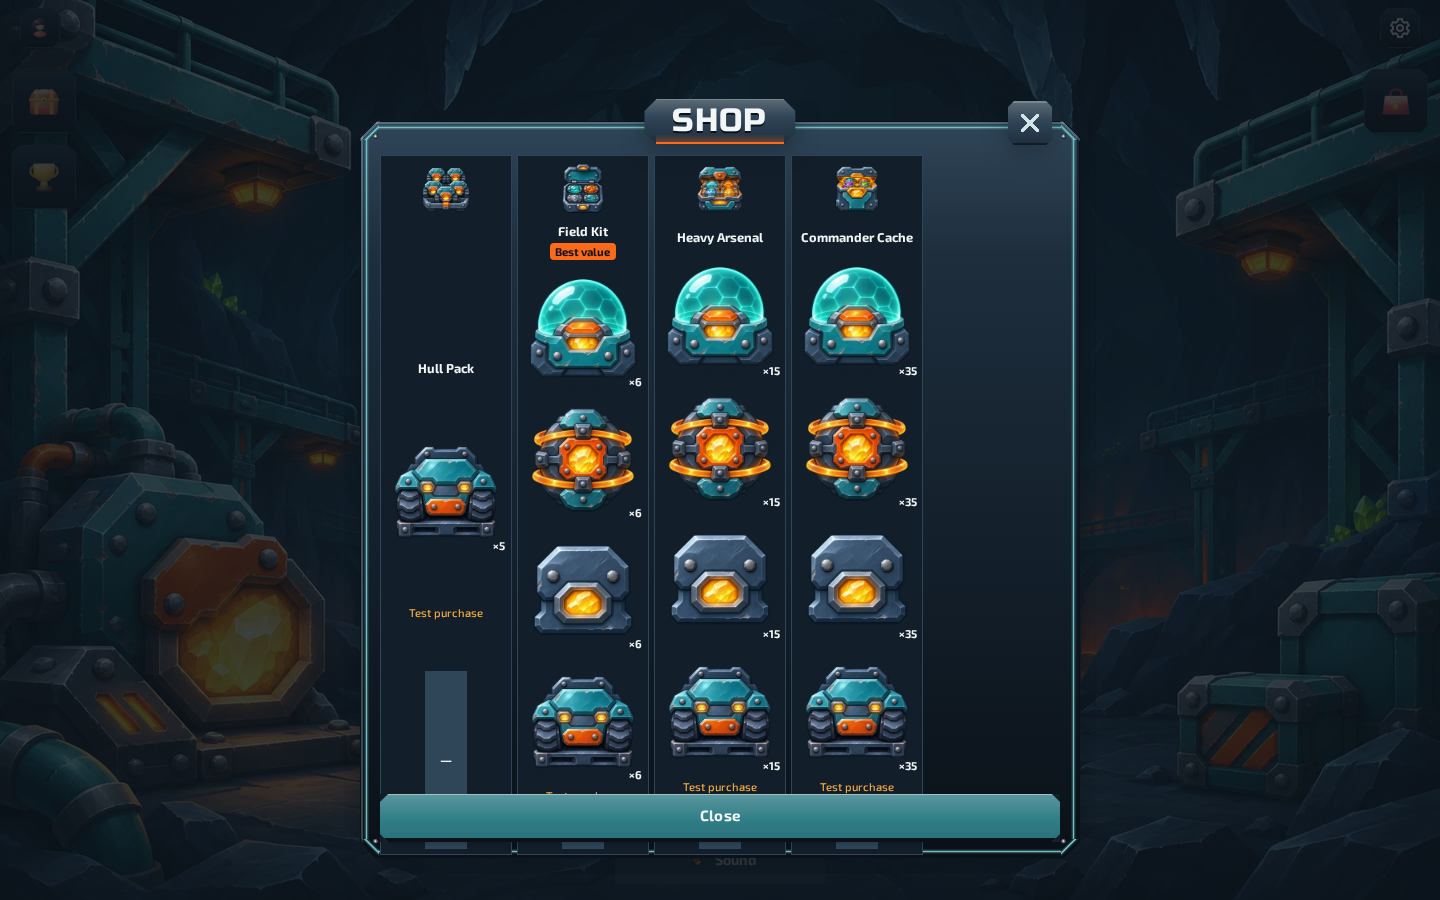 SHOP
Hull Pack
×5
Test purchase
–
Field Kit
Best value
×6
×6
×6
×6
Heavy Arsenal
×15
×15
×15
×15
Test purchase
Commander Cache
×35
×35
×35
×35
Test purchase
Close
Sound